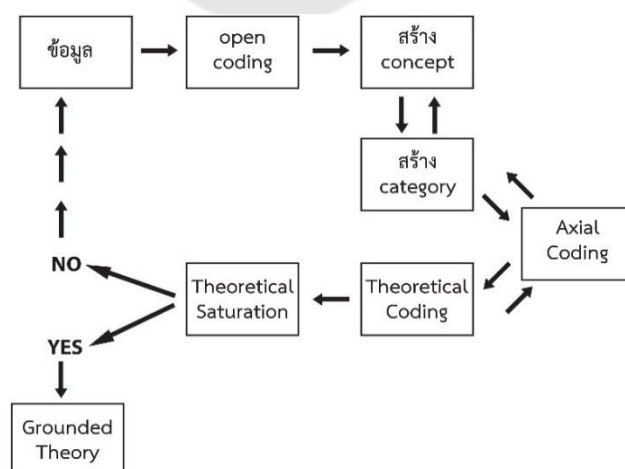 ข้อมูล
open
coding
สร้าง
concept
สร้าง
category
Axial
Coding
Theoretical
Coding
Theoretical
Saturation
NO
YES
Grounded
Theory